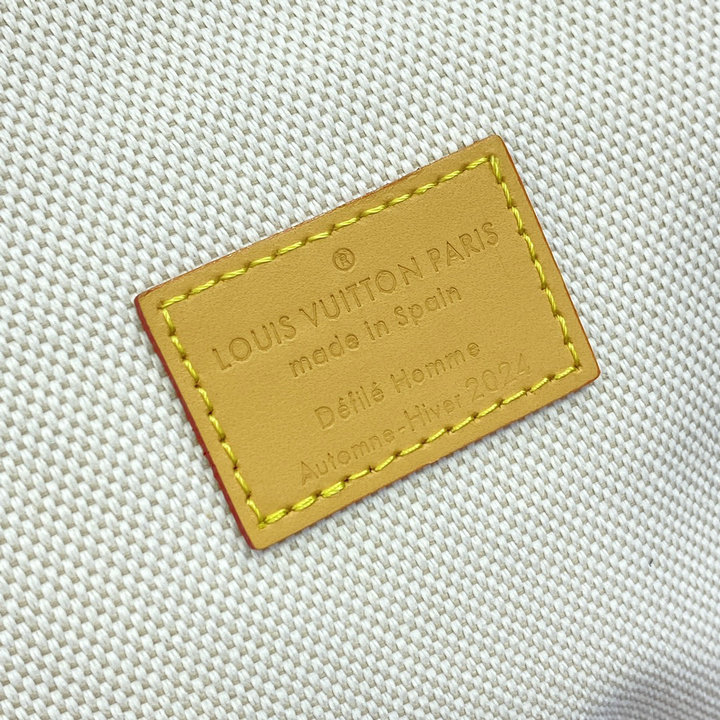 ®
LOUIS VUITTON PARIS
made in Spain
Défilé Homme
Automne-Hiver 2024